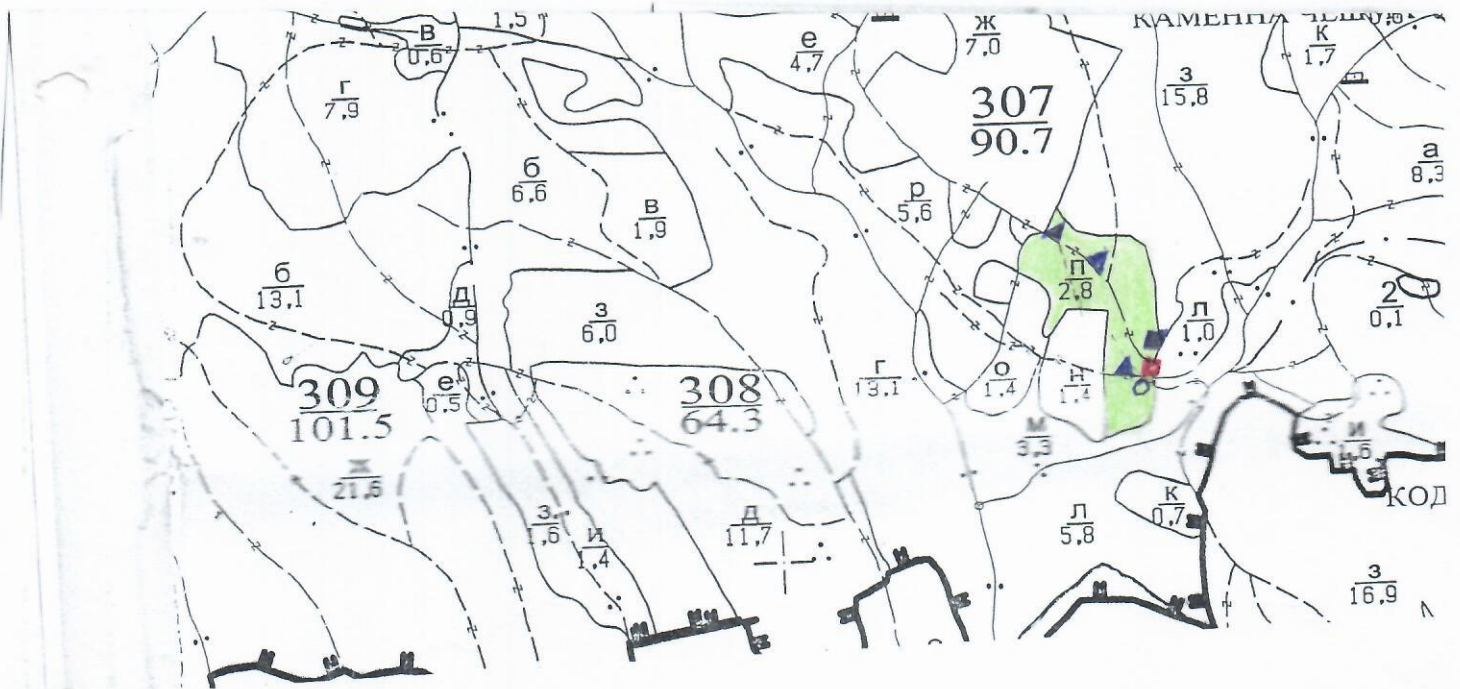 1,5
в
0,6
г
7,9
е
4,7
ж
7,0
307
90.7
КАМЕННА
з
15,8
к
1,7
а
8,3
б
6,6
в
1,9
р
5,6
п
2,8
л
1,0
2
0,1
б
13,1
д
0,9
з
6,0
309
101.5
е
0,5
308
64.3
г
13,1
о
1,4
н
1,4
м
3,3
и
1,6
КОД
ж
21,6
з
1,6
и
1,4
д
11,7
л
5,8
к
0,7
з
16,9